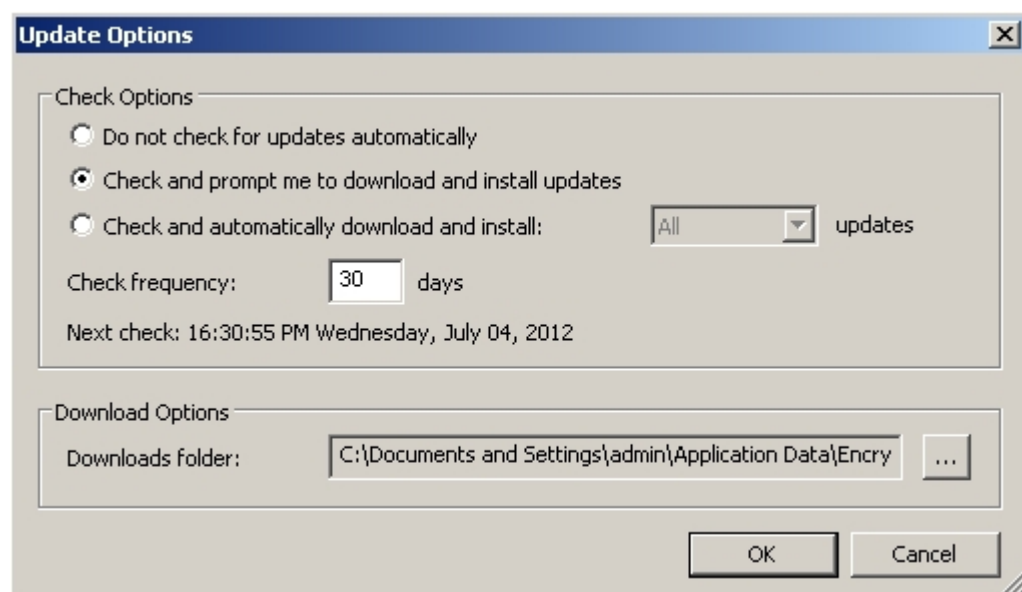 Update Options
Check Options
Do not check for updates automatically
Check and prompt me to download and install updates
Check and automatically download and install: All updates
Check frequency: 30 days
Next check: 16:30:55 PM Wednesday, July 04, 2012
Download Options
Downloads folder: C:\Documents and Settings\admin\Application Data\Encry ...
OK Cancel